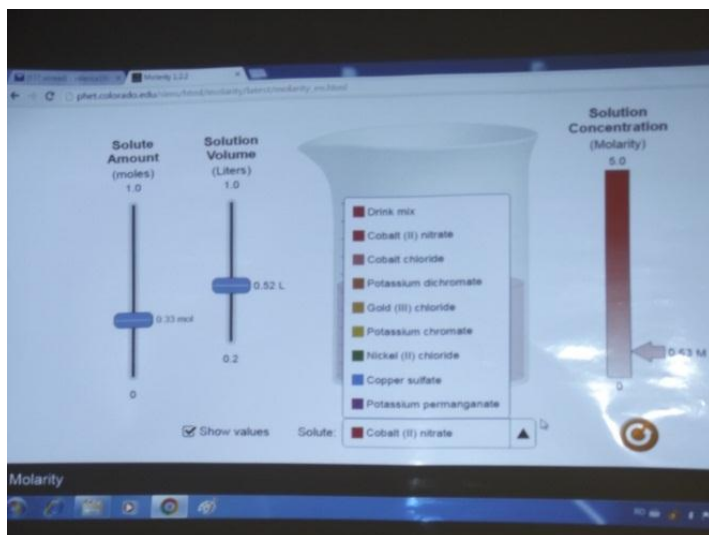 Molarity 1.0.0
phet.colorado.edu
Solute
Amount
(moles)
1.0
0.33 mol
0
Solution
Volume
(Liters)
1.0
0.52 L
0.2
Drink mix
Cobalt (II) nitrate
Cobalt chloride
Potassium dichromate
Gold (III) chloride
Potassium chromate
Nickel (II) chloride
Copper sulfate
Potassium permanganate
Solution
Concentration
(Molarity)
5.0
0.63 M
0
Show values
Solute:
Cobalt (II) nitrate
Molarity
RO